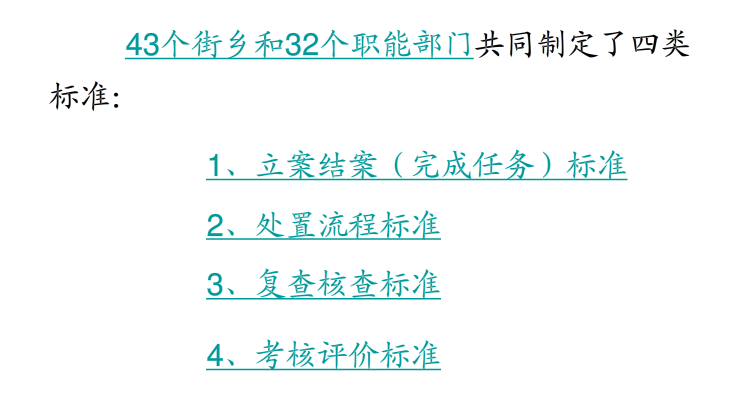 43个街乡和32个职能部门共同制定了四类
标准:
1、立案结案（完成任务）标准
2、处置流程标准
3、复查核查标准
4、考核评价标准